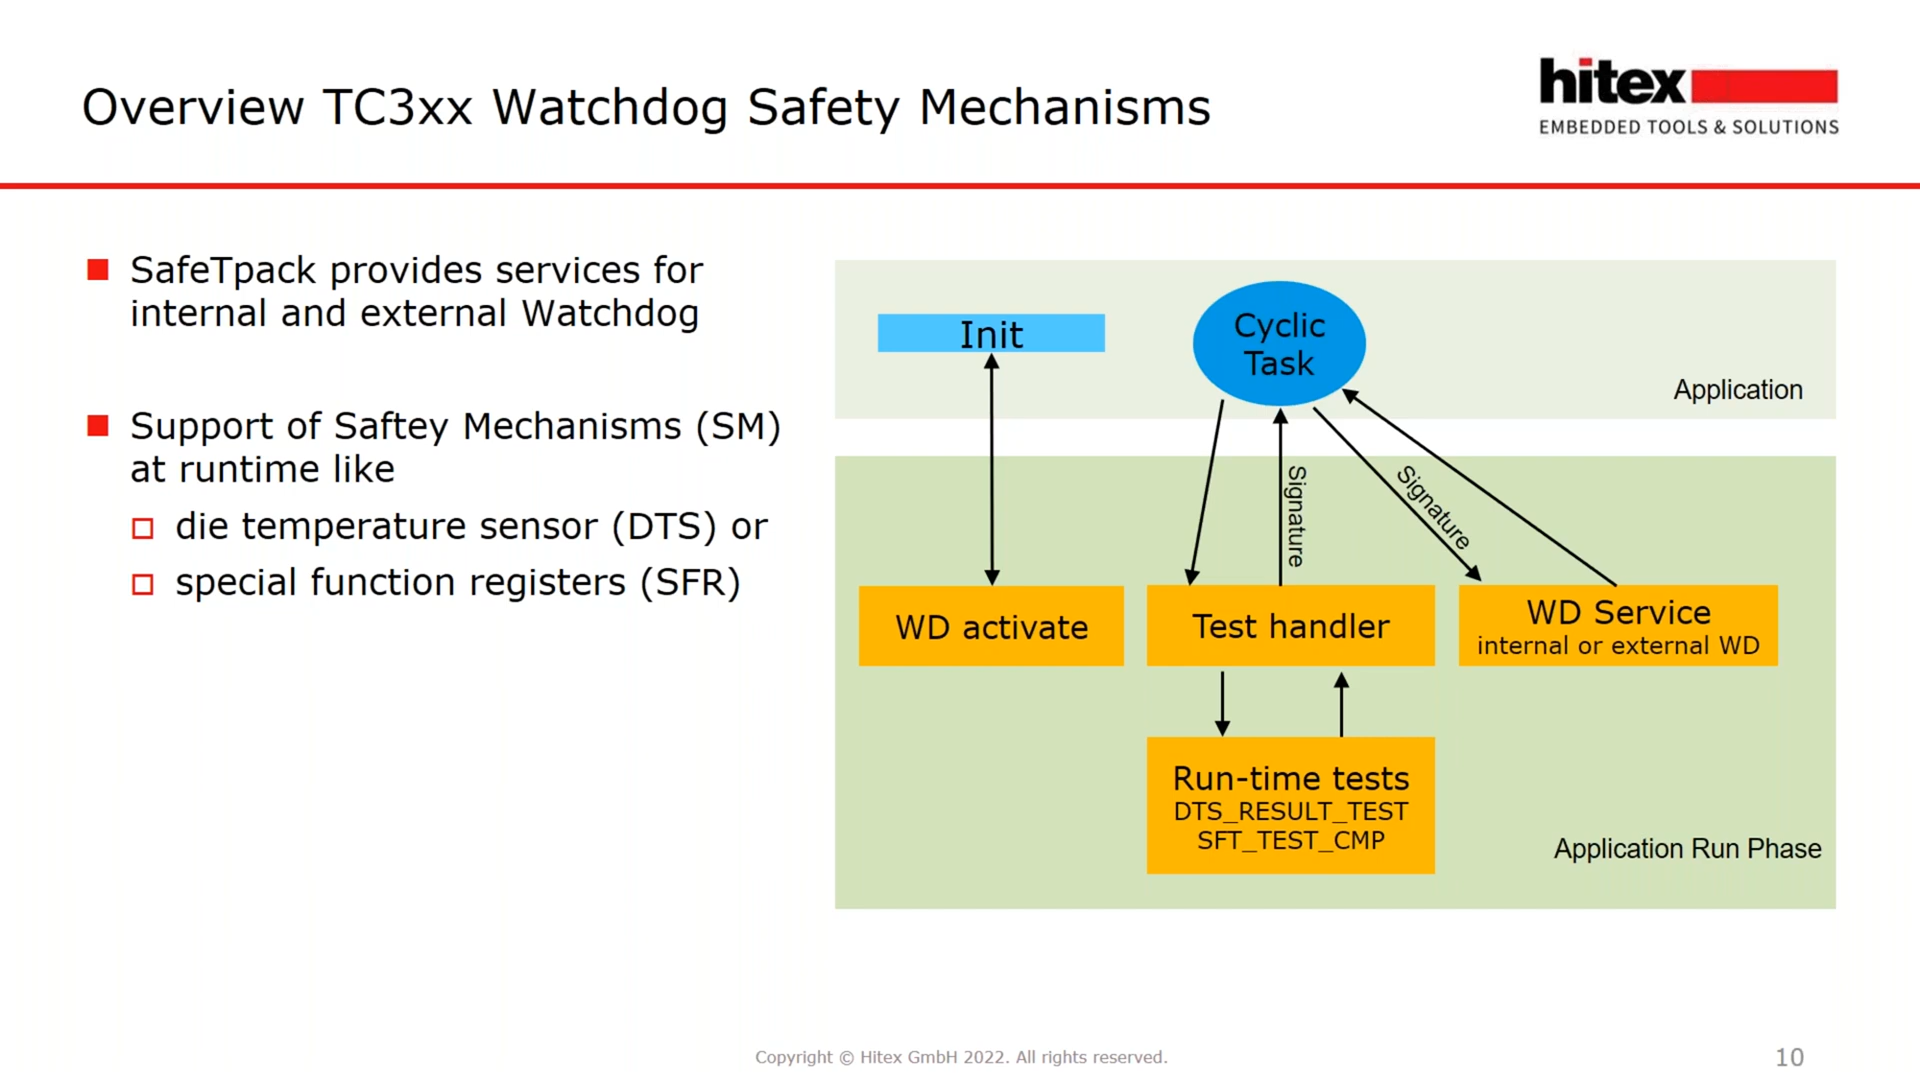 Overview TC3xx Watchdog Safety Mechanisms
hitex
EMBEDDED TOOLS & SOLUTIONS
SafeTpack provides services for
internal and external Watchdog
Support of Saftey Mechanisms (SM)
at runtime like
die temperature sensor (DTS) or
special function registers (SFR)
Init
Cyclic
Task
Application
Signature
Signature
WD activate
Test handler
WD Service
internal or external WD
Run-time tests
DTS_RESULT_TEST
SFT_TEST_CMP
Application Run Phase
Copyright © Hitex GmbH 2022. All rights reserved.
10